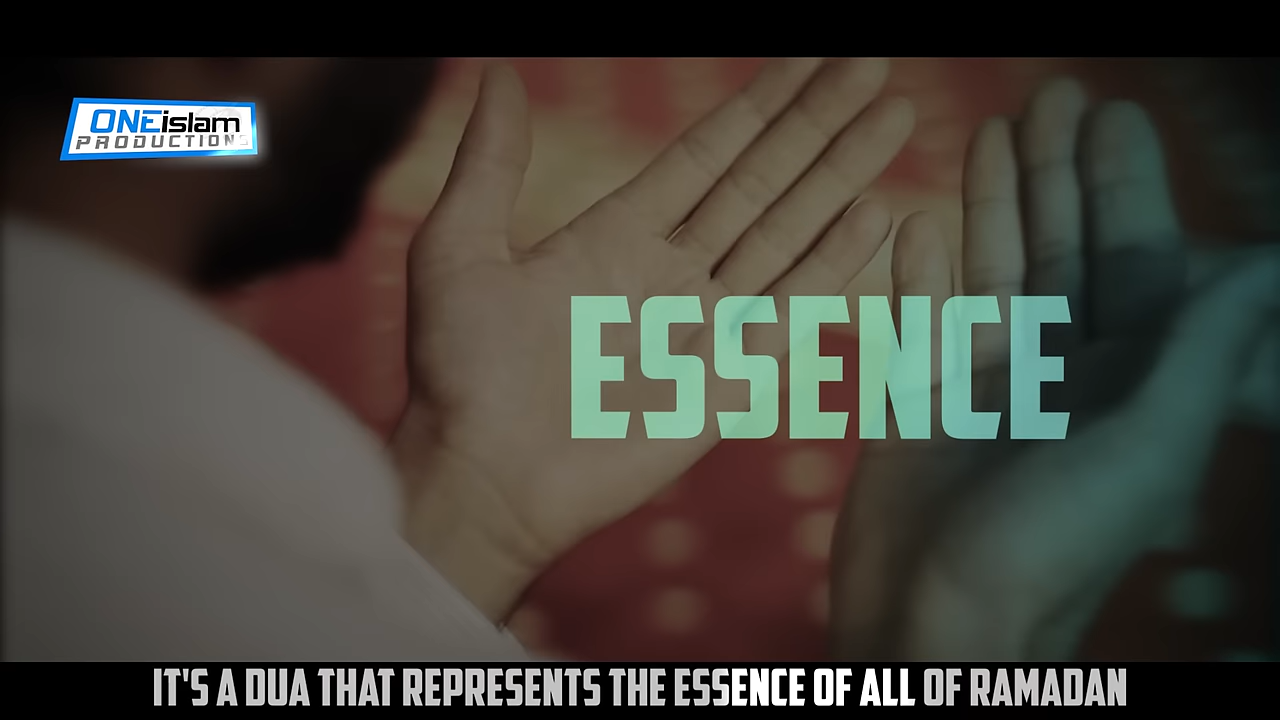 ONEislam
PRODUCTIONS
ESSENCE
IT'S A DUA THAT REPRESENTS THE ESSENCE OF ALL OF RAMADAN